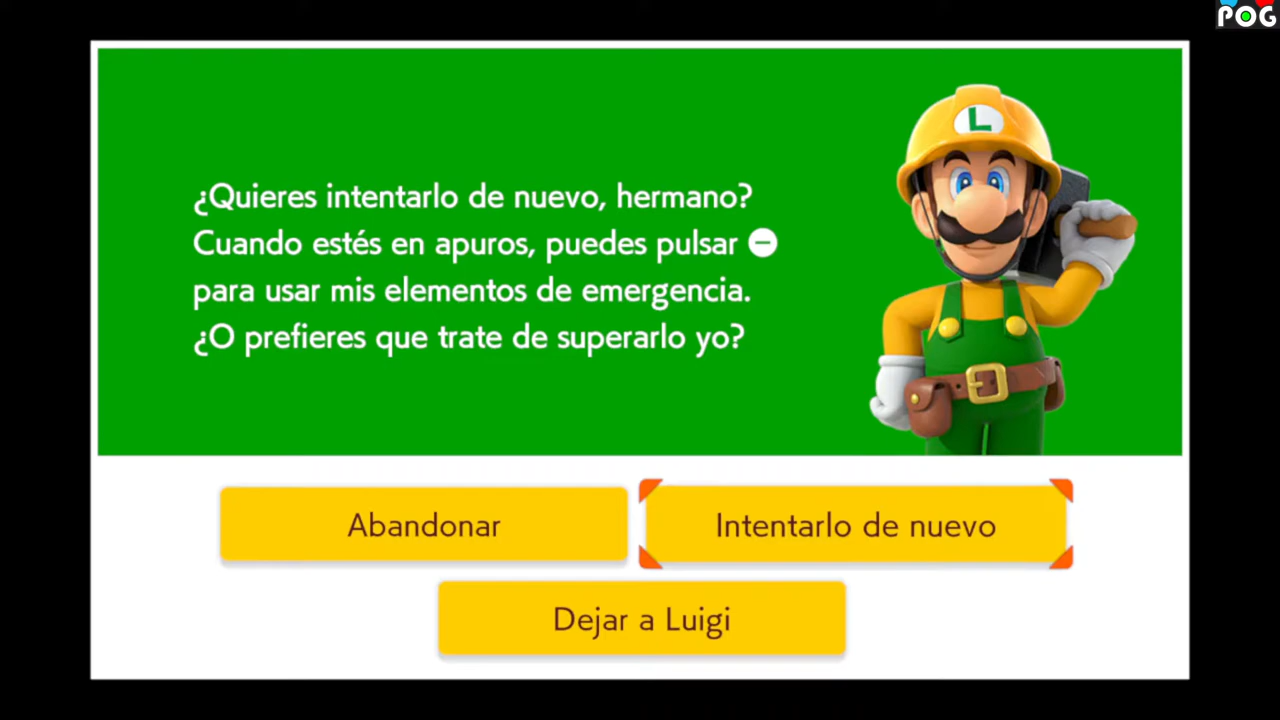 POG
L
¿Quieres intentarlo de nuevo, hermano?
Cuando estés en apuros, puedes pulsar
para usar mis elementos de emergencia.
¿O prefieres que trate de superarlo yo?
Abandonar
Intentarlo de nuevo
Dejar a Luigi